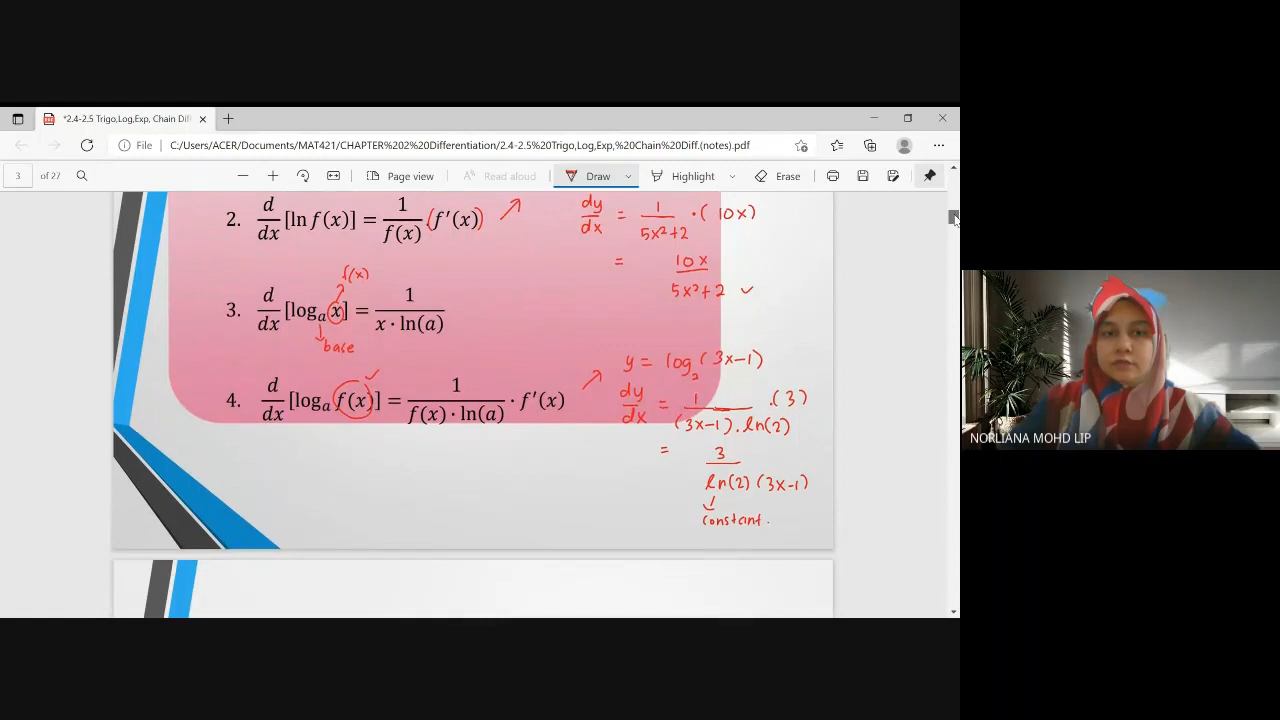 *2.4-2.5 Trigo,Log,Exp, Chain Dif
File C:/Users/ACER/Documents/MAT421/CHAPTER%202%20Differentiation/2.4-2.5%20Trigo,Log,Exp,%20Chain%20Diff.(notes).pdf
3 of 27 Page view Read aloud Draw Highlight Erase
2. d/dx [ln f(x)] = 1/f(x) (f'(x))
dy/dx = 1/(5x²+2) · (10x)
= 10x/(5x²+2) ✓
f(x)
3. d/dx [logₐ x] = 1/(x · ln(a))
base
4. d/dx [logₐ f(x)] = 1/(f(x) · ln(a)) · f'(x)
y = log₂(3x-1)
dy/dx = 1/((3x-1).ln(2)) .(3)
= 3/(ln(2)(3x-1))
constant.
NORLIANA MOHD LIP